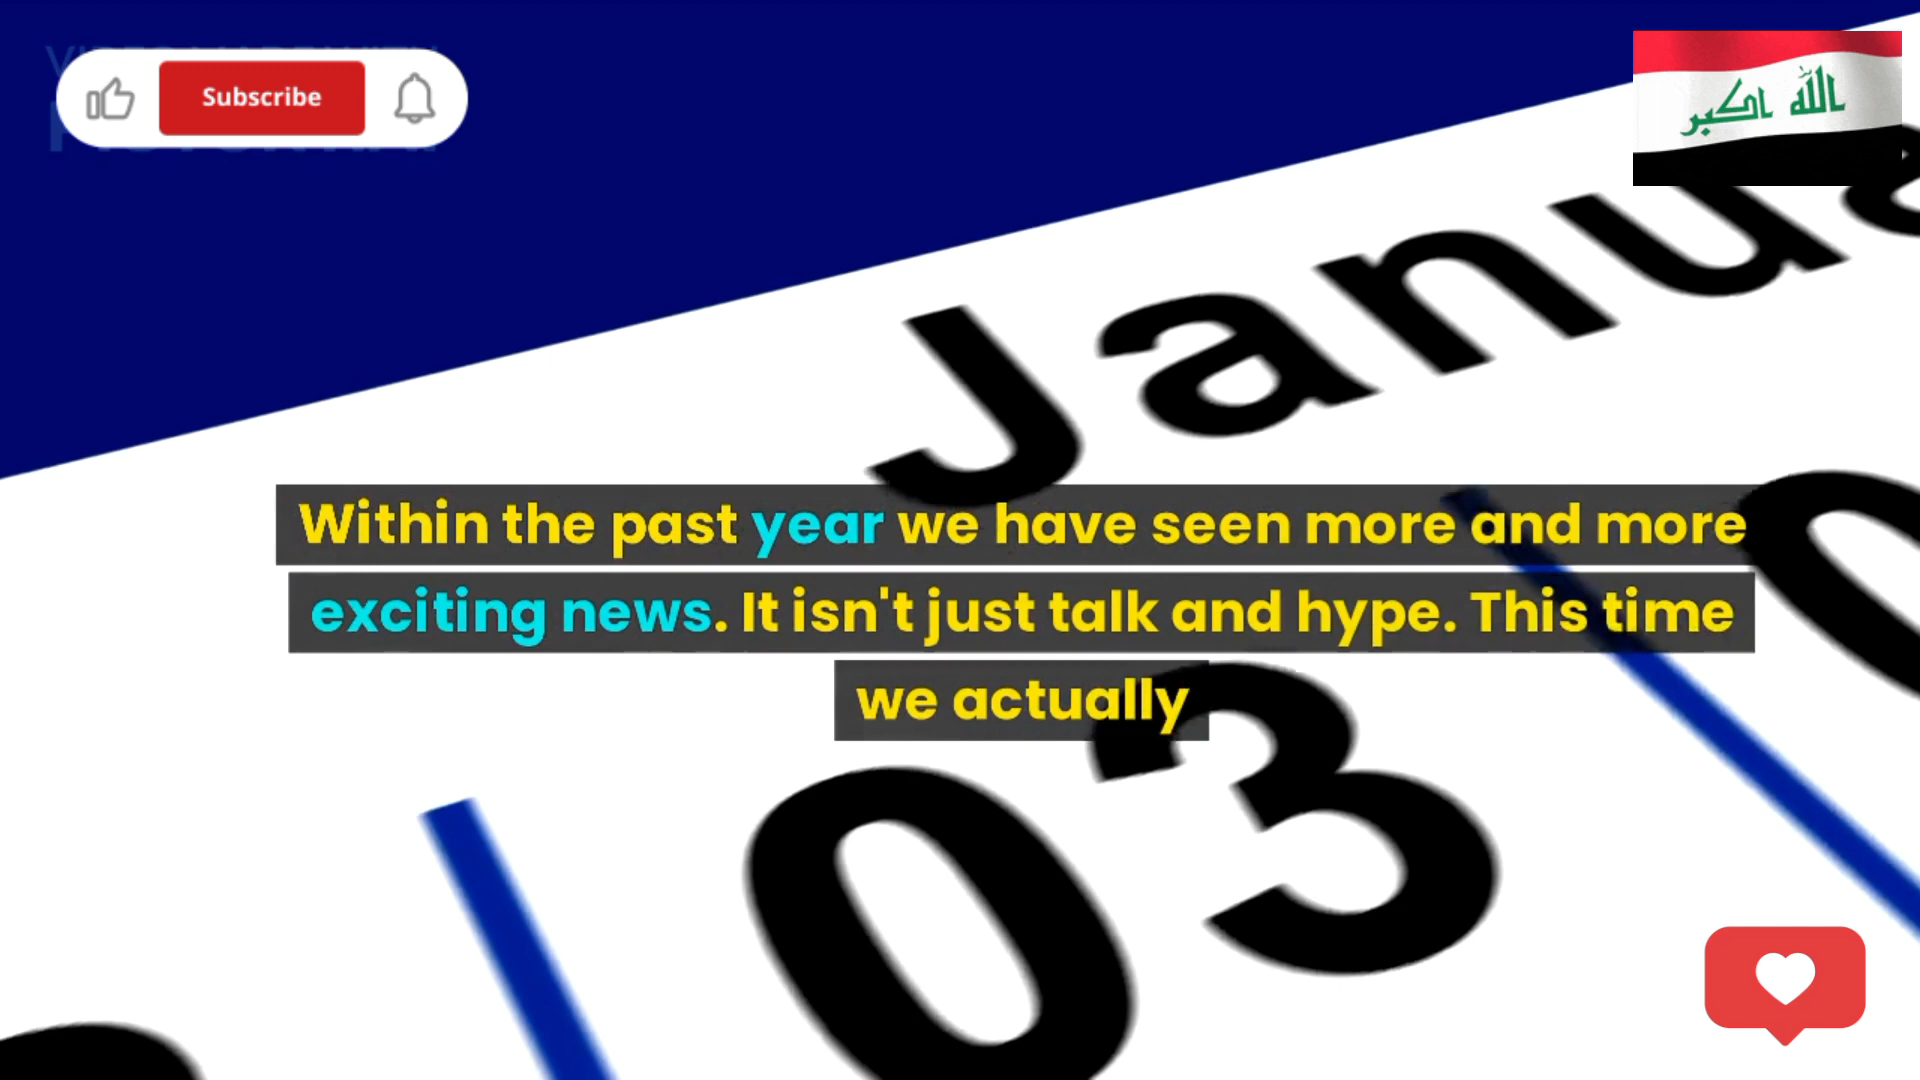 Subscribe
الله اكبر
Janua
Within the past year we have seen more and more
exciting news. It isn't just talk and hype. This time
we actually
03